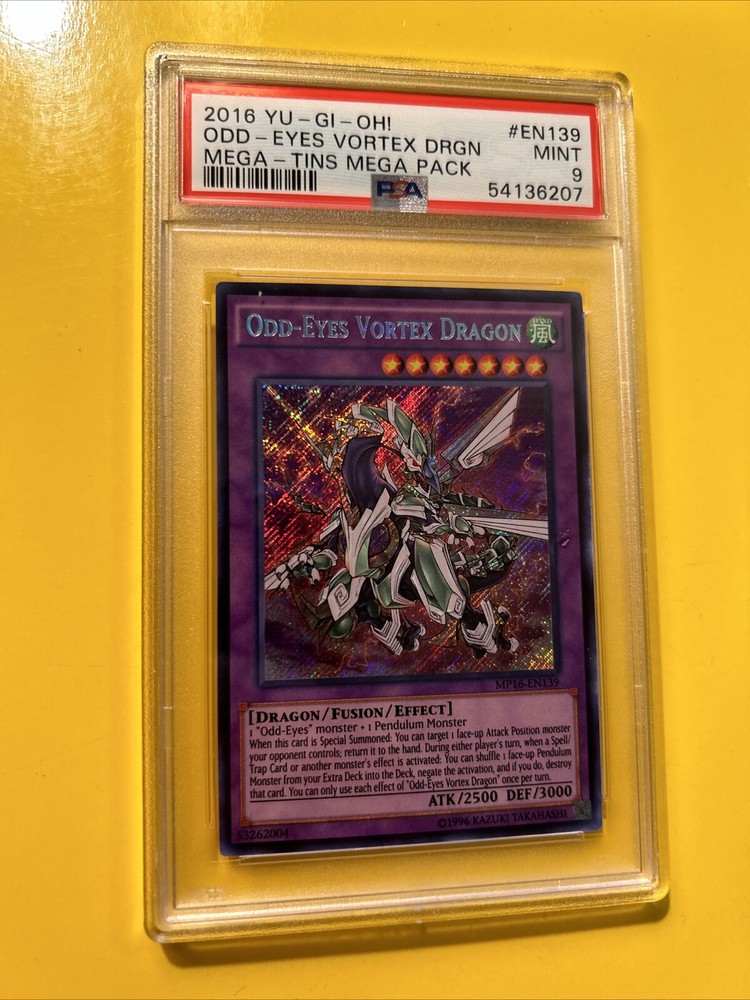 2016 YU-GI-OH! #EN139
ODD-EYES VORTEX DRGN MINT
MEGA-TINS MEGA PACK 9
PSA 54136207
ODD-EYES VORTEX DRAGON
WIND
風
MP16-EN139
[DRAGON/FUSION/EFFECT]
1 "Odd-Eyes" monster + 1 Pendulum Monster
When this card is Special Summoned: You can target 1 face-up Attack Position monster
your opponent controls; return it to the hand. During either player's turn, when a Spell/
Trap Card or another monster's effect is activated: You can shuffle 1 face-up Pendulum
Monster from your Extra Deck into the Deck, negate the activation, and if you do, destroy
that card. You can only use each effect of "Odd-Eyes Vortex Dragon" once per turn.
ATK/2500 DEF/3000
53262004 ©1996 KAZUKI TAKAHASHI